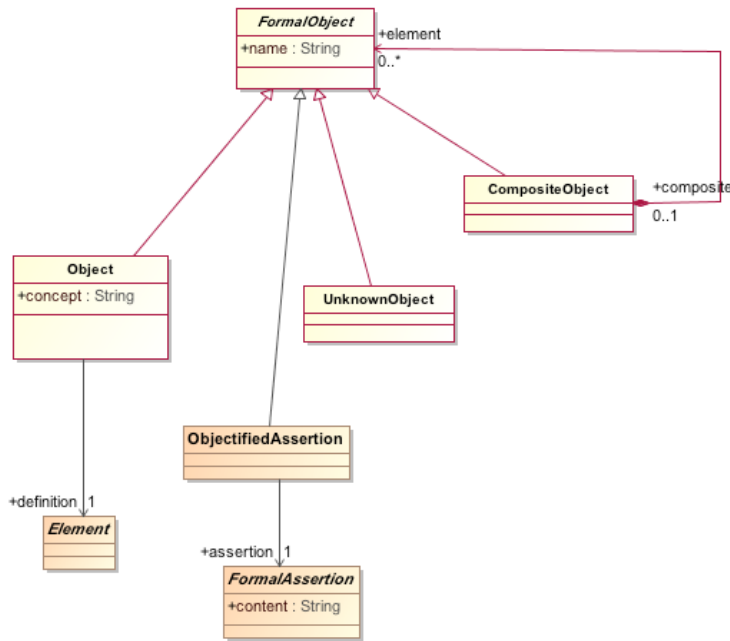 FormalObject
+name : String
+element
0..*
CompositeObject
+composite
0..1
Object
+concept : String
UnknownObject
ObjectifiedAssertion
+definition 1
Element
+assertion 1
FormalAssertion
+content : String